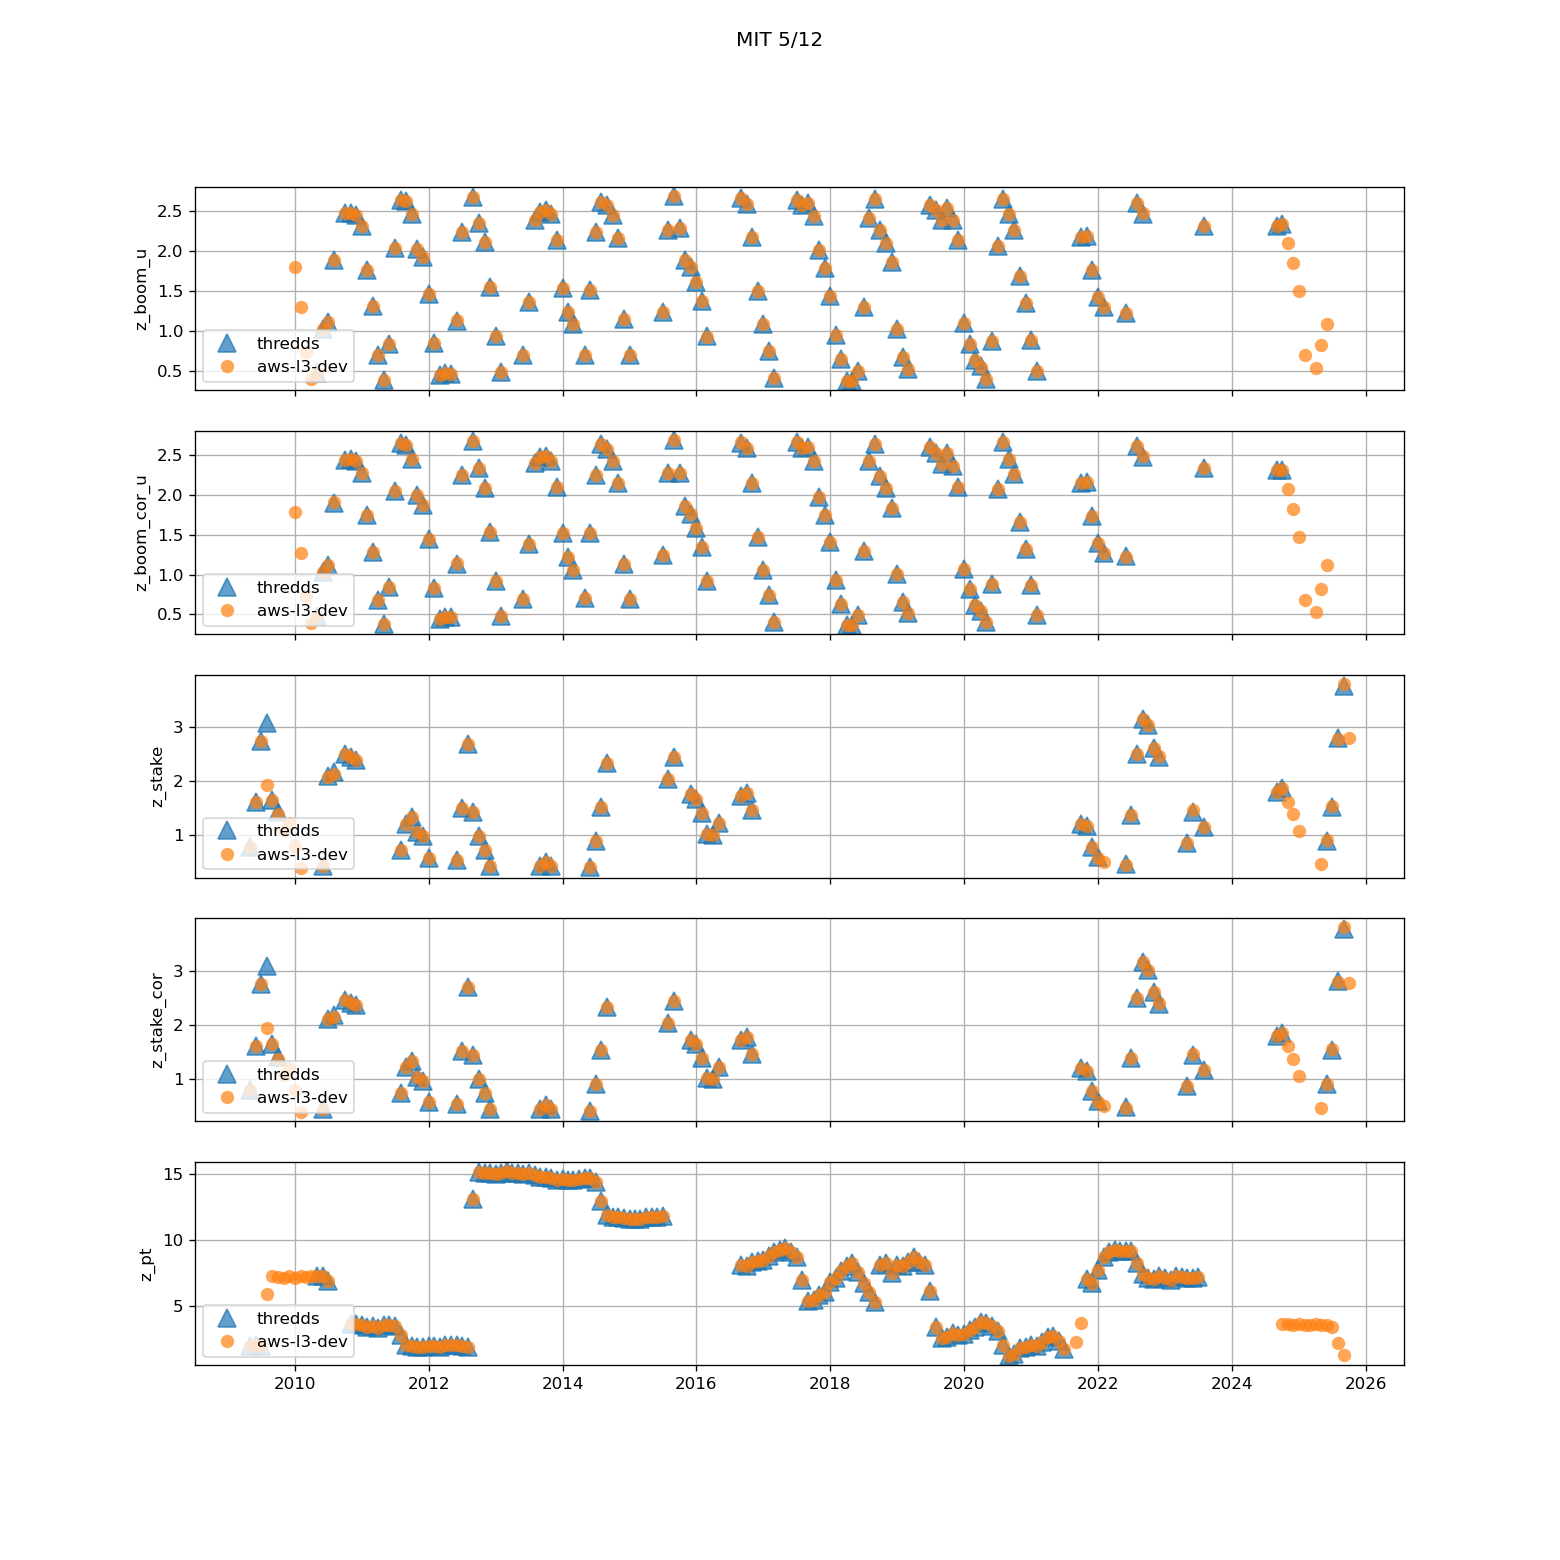 MIT 5/12
z_boom_u
2.5
2.0
1.5
1.0
0.5
thredds
aws-l3-dev
z_boom_cor_u
2.5
2.0
1.5
1.0
0.5
thredds
aws-l3-dev
z_stake
3
2
1
thredds
aws-l3-dev
z_stake_cor
3
2
1
thredds
aws-l3-dev
z_pt
15
10
5
thredds
aws-l3-dev
2010 2012 2014 2016 2018 2020 2022 2024 2026